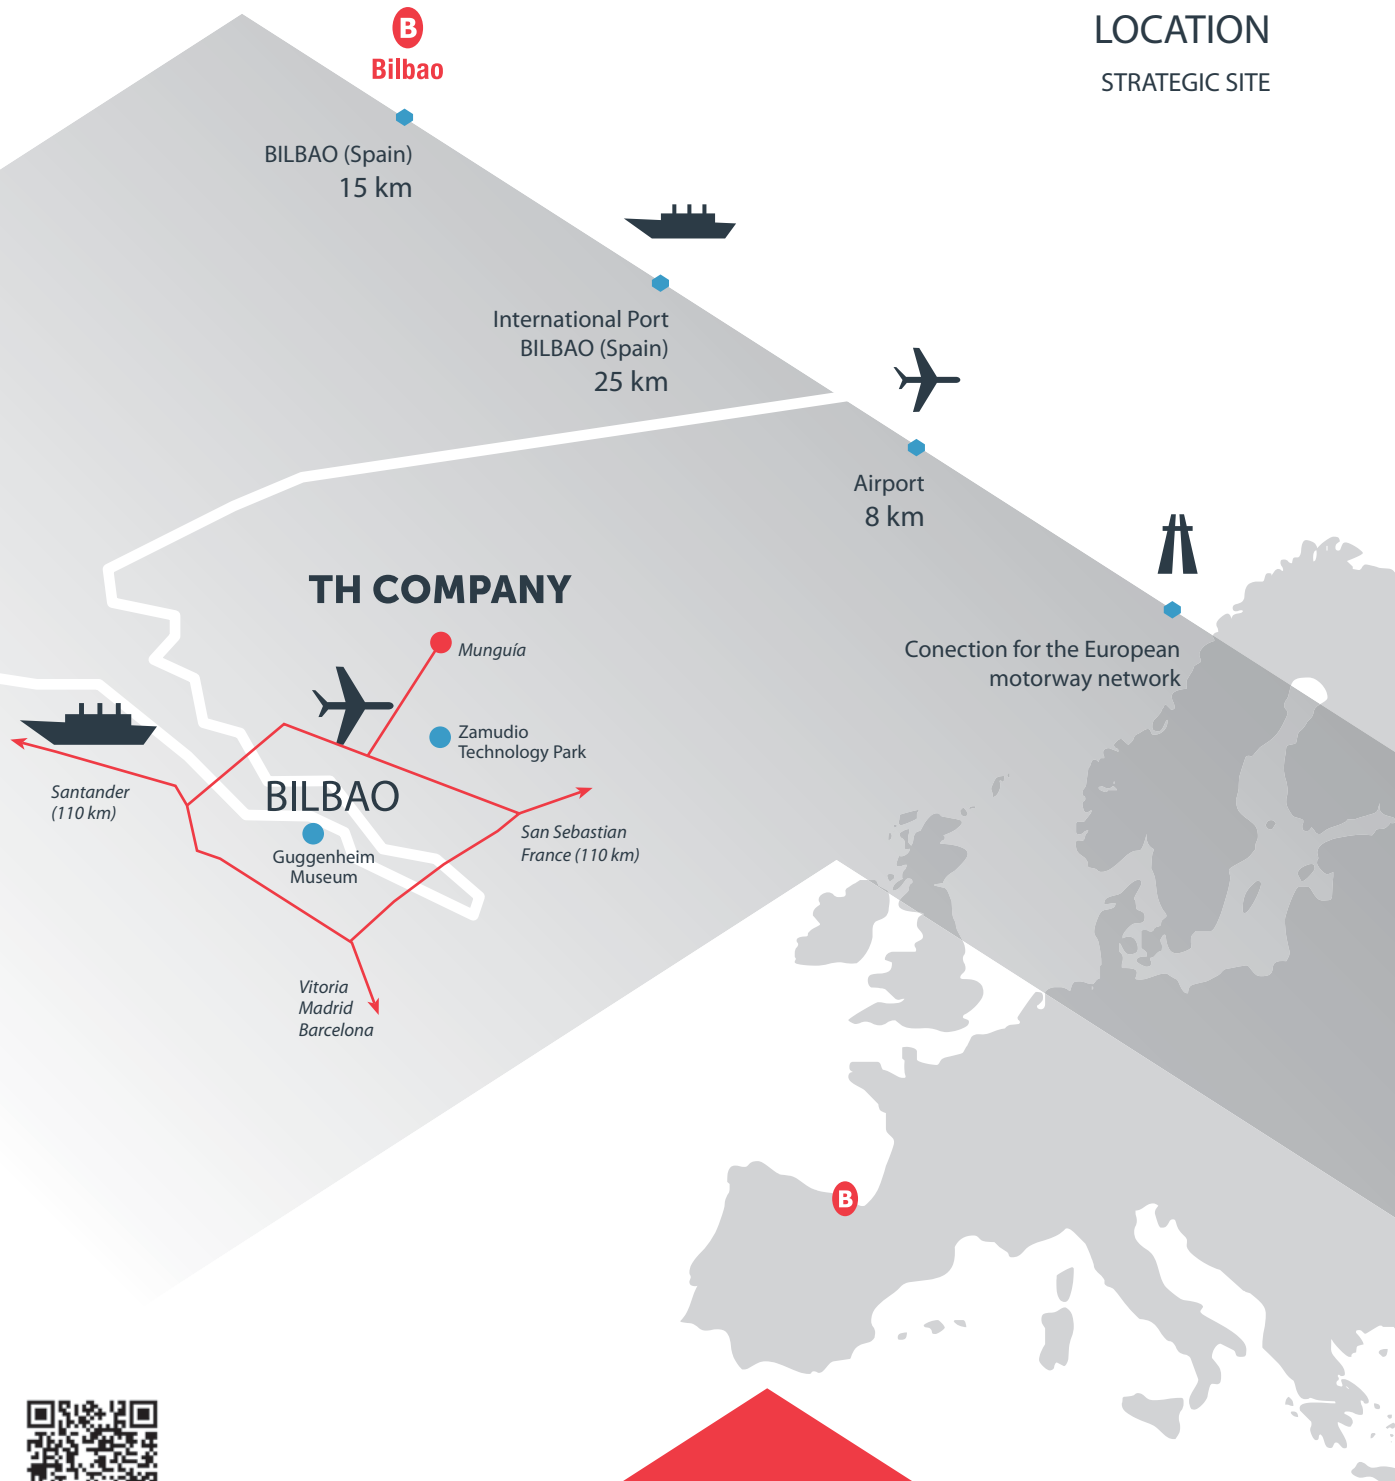 LOCATION
STRATEGIC SITE
B
Bilbao
BILBAO (Spain)
15 km
International Port
BILBAO (Spain)
25 km
Airport
8 km
Conection for the European
motorway network
TH COMPANY
Munguía
Zamudio
Technology Park
Santander
(110 km)
BILBAO
Guggenheim
Museum
San Sebastian
France (110 km)
Vitoria
Madrid
Barcelona
B